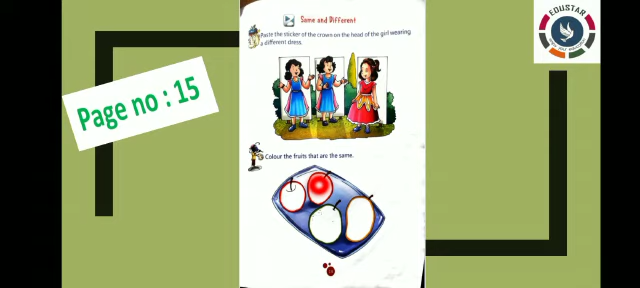 Same and Different
Paste the sticker of the crown on the head of the girl wearing
a different dress.
Page no : 15
Colour the fruits that are the same.
EDUSTAR